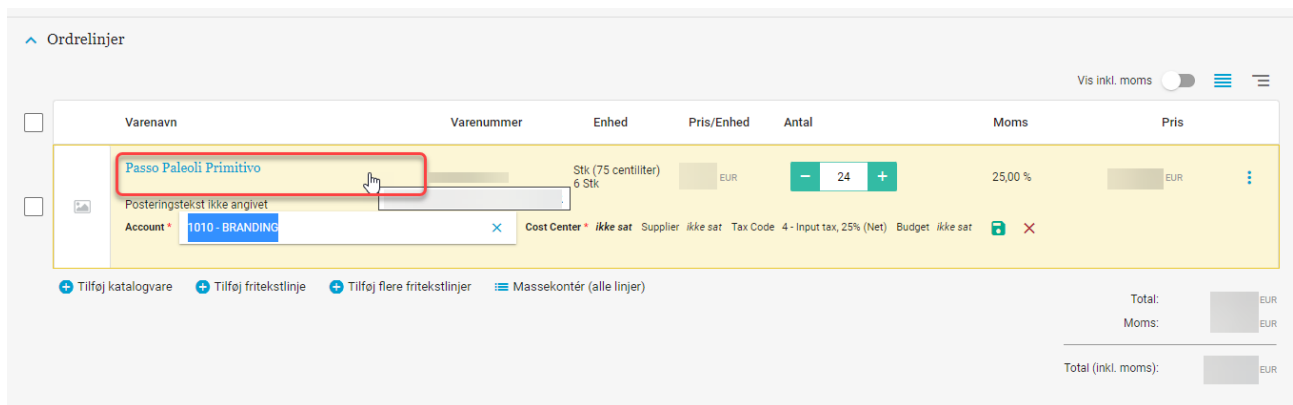 Ordrelinjer
Vis inkl. moms
Varenavn Varenummer Enhed Pris/Enhed Antal Moms Pris
Passo Paleoli Primitivo Stk (75 centiliter) EUR − 24 + 25,00 % EUR
6 Stk
Posteringstekst ikke angivet
Account * 1010 - BRANDING Cost Center * ikke sat Supplier ikke sat Tax Code 4 - Input tax, 25% (Net) Budget ikke sat
Tilføj katalogvare Tilføj fritekstlinje Tilføj flere fritekstlinjer Massekontér (alle linjer)
Total: EUR
Moms: EUR
Total (inkl. moms): EUR